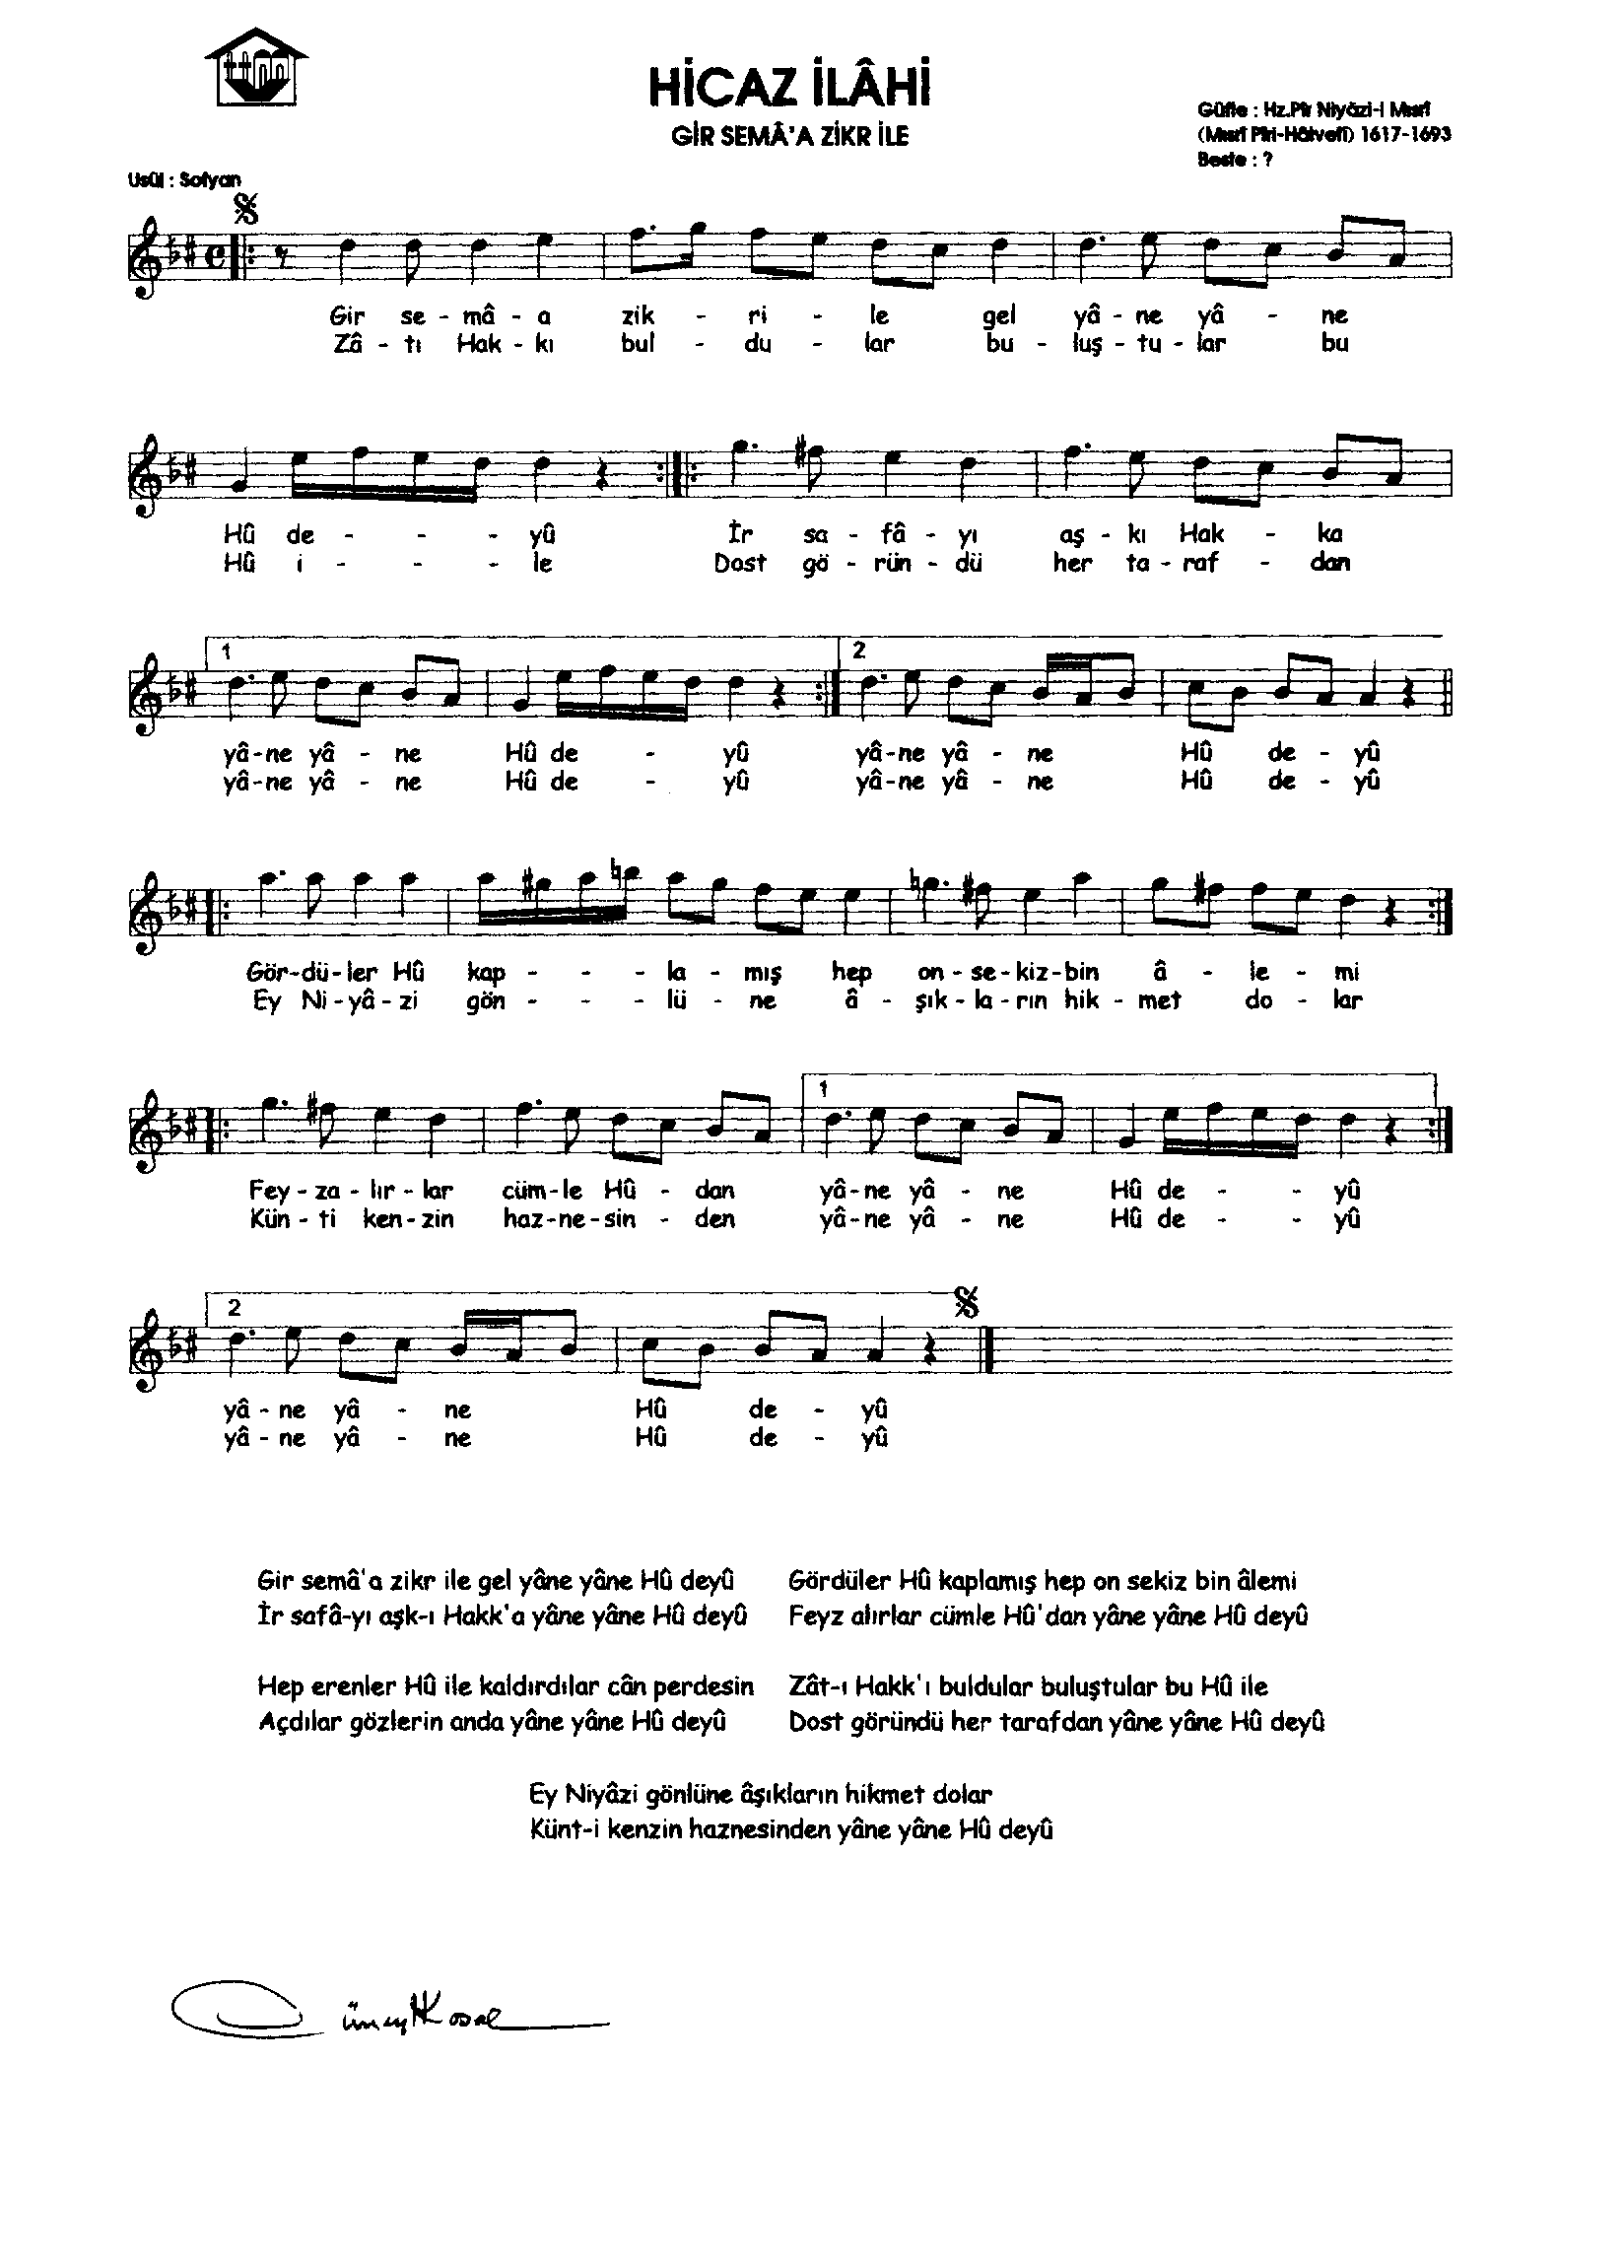 HİCAZ İLÂHİ
GİR SEMÂ'A ZİKR İLE
Güfte : Hz.Pîr Niyâzi-i Mısrî
(Mısrî Pîri-Hâlvetî) 1617-1693
Beste : ?
Usûl : Sofyan
Gir se - mâ - a zik - ri - le gel yâ - ne yâ - ne
Zâ - tı Hak - kı bul - du - lar bu - luş - tu - lar bu
Hû de - - - yû İr sa - fâ - yı aş - kı Hak - ka
Hû i - - - le Dost gö - rün - dü her ta - raf - dan
1 2
yâ - ne yâ - ne Hû de - yû yâ - ne yâ - ne Hû de - yû
yâ - ne yâ - ne Hû de - yû yâ - ne yâ - ne Hû de - yû
Gör - dü - ler Hû kap - - - la - mış hep on - se - kiz - bin â - le - mi
Ey Ni - yâ - zi gön - - - lü - ne â - şık - la - rın hik - met do - lar
1
Fey - za - lır - lar cüm - le Hû - dan yâ - ne yâ - ne Hû de - - yû
Kün - ti ken - zin haz - ne - sin - den yâ - ne yâ - ne Hû de - - yû
2
yâ - ne yâ - ne Hû de - yû
yâ - ne yâ - ne Hû de - yû
Gir semâ'a zikr ile gel yâne yâne Hû deyû
İr safâ-yı aşk-ı Hakk'a yâne yâne Hû deyû
Gördüler Hû kaplamış hep on sekiz bin âlemi
Feyz alırlar cümle Hû'dan yâne yâne Hû deyû
Hep erenler Hû ile kaldırdılar cân perdesin
Açdılar gözlerin anda yâne yâne Hû deyû
Zât-ı Hakk'ı buldular buluştular bu Hû ile
Dost göründü her tarafdan yâne yâne Hû deyû
Ey Niyâzi gönlüne âşıkların hikmet dolar
Künt-i kenzin haznesinden yâne yâne Hû deyû